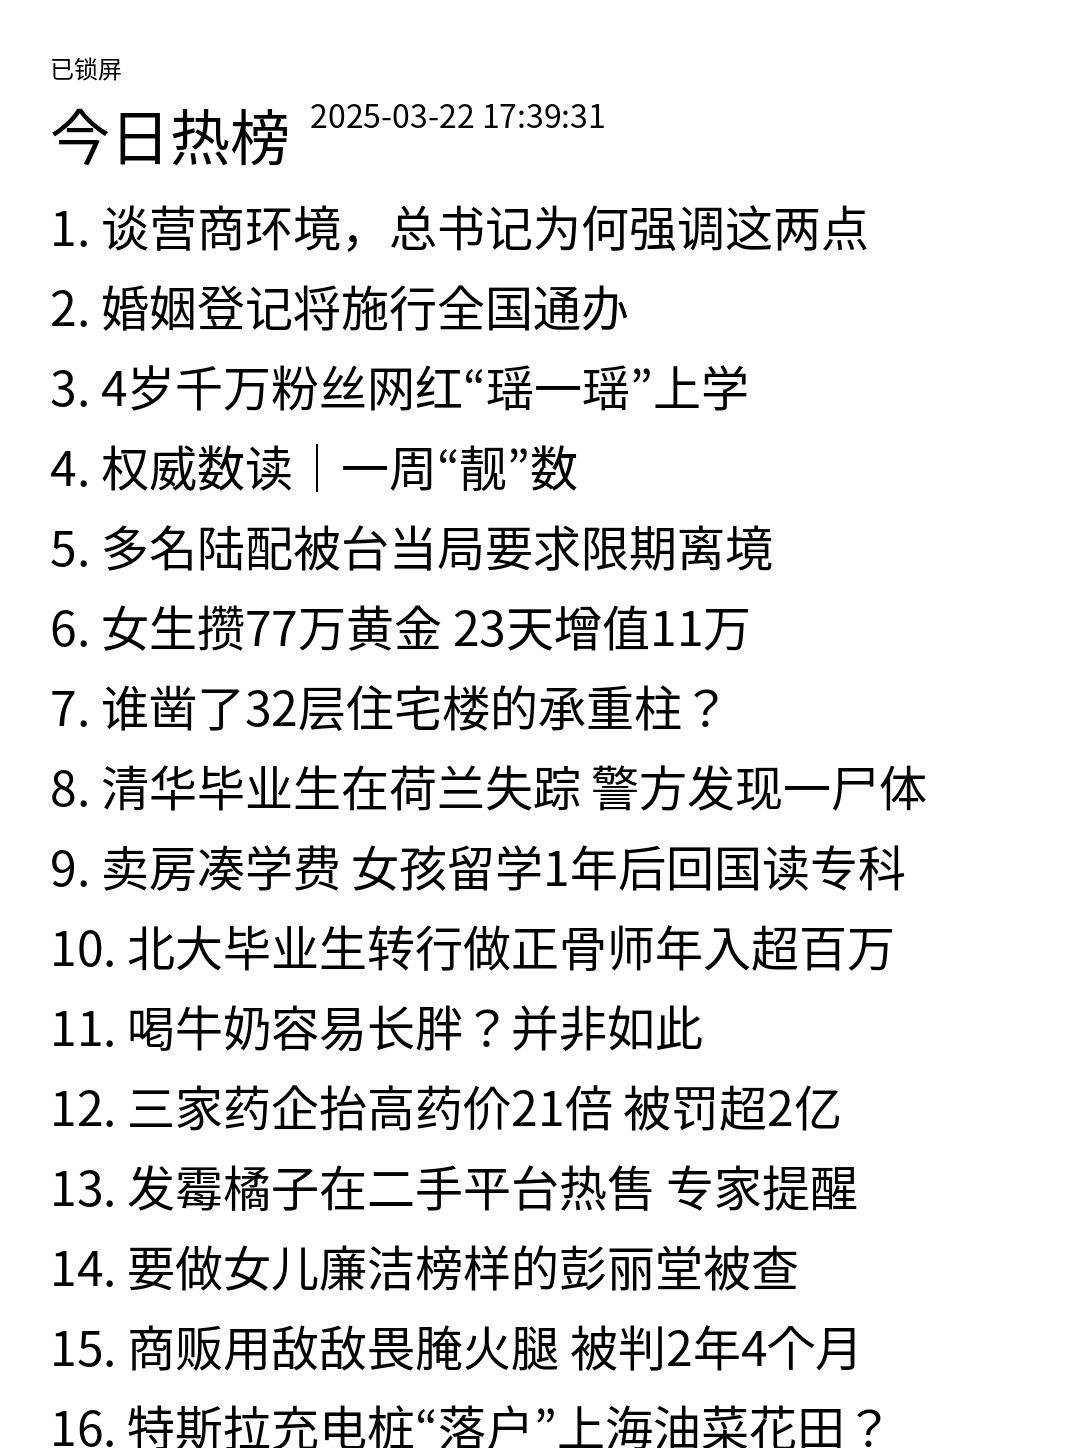 已锁屏
今日热榜 2025-03-22 17:39:31
1. 谈营商环境，总书记为何强调这两点
2. 婚姻登记将施行全国通办
3. 4岁千万粉丝网红“瑶一瑶”上学
4. 权威数读｜一周“靓”数
5. 多名陆配被台当局要求限期离境
6. 女生攒77万黄金 23天增值11万
7. 谁凿了32层住宅楼的承重柱？
8. 清华毕业生在荷兰失踪 警方发现一尸体
9. 卖房凑学费 女孩留学1年后回国读专科
10. 北大毕业生转行做正骨师年入超百万
11. 喝牛奶容易长胖？并非如此
12. 三家药企抬高药价21倍 被罚超2亿
13. 发霉橘子在二手平台热售 专家提醒
14. 要做女儿廉洁榜样的彭丽堂被查
15. 商贩用敌敌畏腌火腿 被判2年4个月
16. 特斯拉充电桩“落户”上海油菜花田？